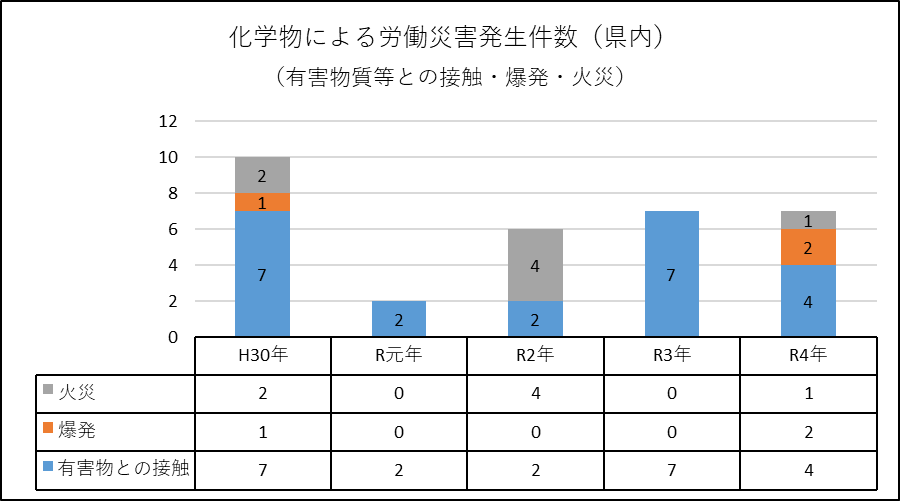 化学物による労働災害発生件数（県内）
（有害物質等との接触・爆発・火災）
12
10
8
6
4
2
0
2
1
7
2
4
2
7
1
2
4
H30年 R元年 R2年 R3年 R4年
火災 2 0 4 0 1
爆発 1 0 0 0 2
有害物との接触 7 2 2 7 4